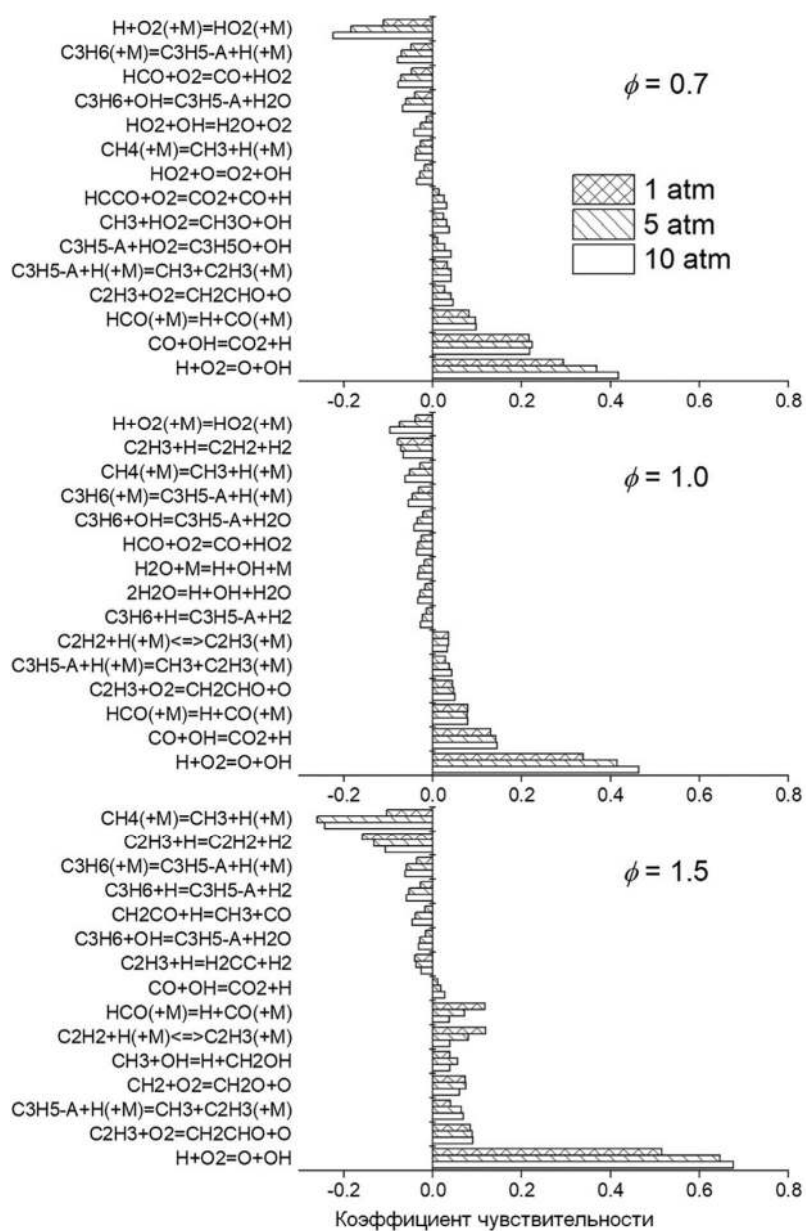 H+O2(+M)=HO2(+M)
C3H6(+M)=C3H5-A+H(+M)
HCO+O2=CO+HO2
C3H6+OH=C3H5-A+H2O
HO2+OH=H2O+O2
CH4(+M)=CH3+H(+M)
HO2+O=O2+OH
HCCO+O2=CO2+CO+H
CH3+HO2=CH3O+OH
C3H5-A+HO2=C3H5O+OH
C3H5-A+H(+M)=CH3+C2H3(+M)
C2H3+O2=CH2CHO+O
HCO(+M)=H+CO(+M)
CO+OH=CO2+H
H+O2=O+OH
ϕ = 0.7
1 atm
5 atm
10 atm
-0.2 0.0 0.2 0.4 0.6 0.8
H+O2(+M)=HO2(+M)
C2H3+H=C2H2+H2
CH4(+M)=CH3+H(+M)
C3H6(+M)=C3H5-A+H(+M)
C3H6+OH=C3H5-A+H2O
HCO+O2=CO+HO2
H2O+M=H+OH+M
2H2O=H+OH+H2O
C3H6+H=C3H5-A+H2
C2H2+H(+M)<=>C2H3(+M)
C3H5-A+H(+M)=CH3+C2H3(+M)
C2H3+O2=CH2CHO+O
HCO(+M)=H+CO(+M)
CO+OH=CO2+H
H+O2=O+OH
ϕ = 1.0
-0.2 0.0 0.2 0.4 0.6 0.8
CH4(+M)=CH3+H(+M)
C2H3+H=C2H2+H2
C3H6(+M)=C3H5-A+H(+M)
C3H6+H=C3H5-A+H2
CH2CO+H=CH3+CO
C3H6+OH=C3H5-A+H2O
C2H3+H=H2CC+H2
CO+OH=CO2+H
HCO(+M)=H+CO(+M)
C2H2+H(+M)<=>C2H3(+M)
CH3+OH=H+CH2OH
CH2+O2=CH2O+O
C3H5-A+H(+M)=CH3+C2H3(+M)
C2H3+O2=CH2CHO+O
H+O2=O+OH
ϕ = 1.5
-0.2 0.0 0.2 0.4 0.6 0.8
Коэффициент чувствительности